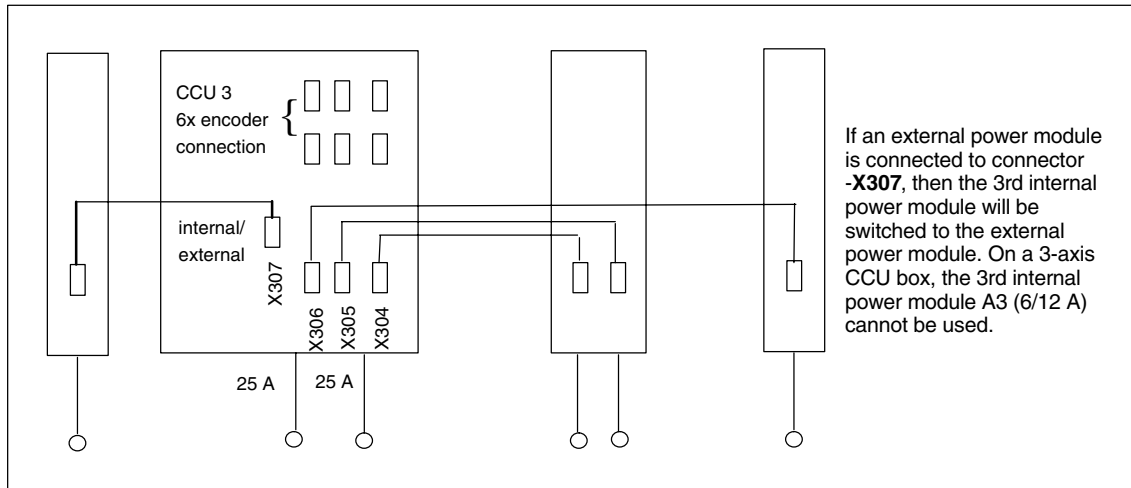 CCU 3
6x encoder
connection
{
internal/
external
X307
X306
X305
X304
25 A
25 A
If an external power module
is connected to connector
-X307, then the 3rd internal
power module will be
switched to the external
power module. On a 3-axis
CCU box, the 3rd internal
power module A3 (6/12 A)
cannot be used.